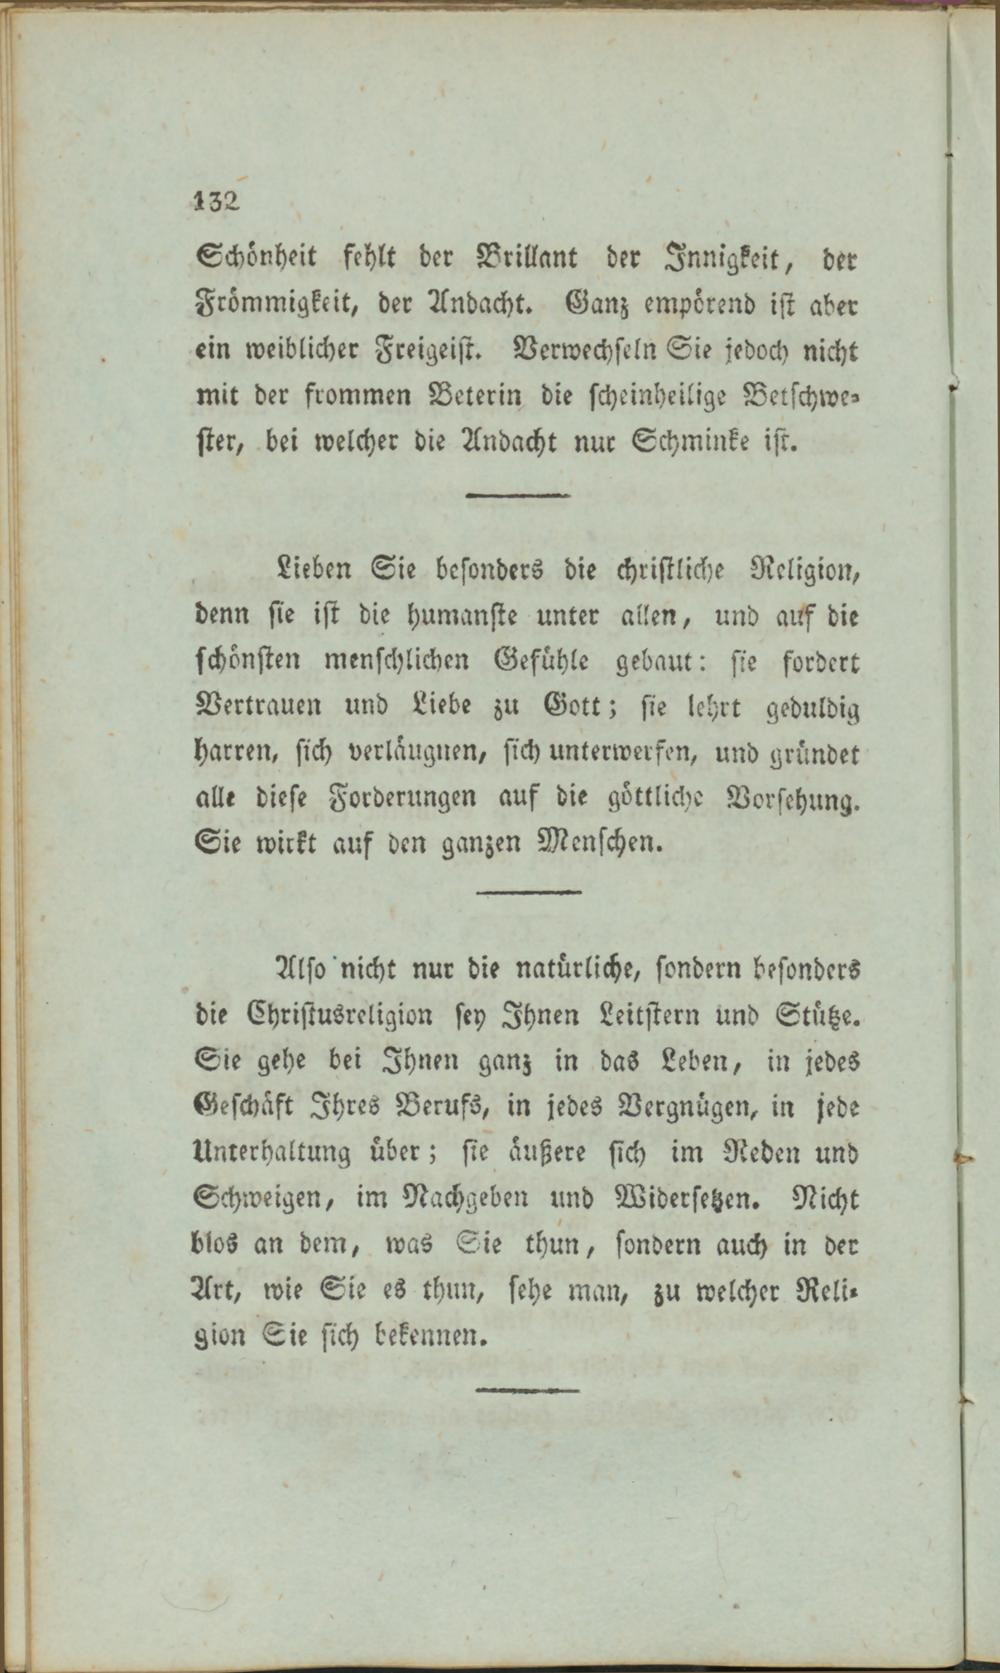 132
Schönheit fehlt der Brillant der Innigkeit, der
Frömmigkeit, der Andacht. Ganz empörend ist aber
ein weiblicher Freigeist. Verwechseln Sie jedoch nicht
mit der frommen Beterin die scheinheilige Betschwe-
ster, bei welcher die Andacht nur Schminke ist.
Lieben Sie besonders die christliche Religion,
denn sie ist die humanste unter allen, und auf die
schönsten menschlichen Gefühle gebaut: sie fordert
Vertrauen und Liebe zu Gott; sie lehrt geduldig
harren, sich verläugnen, sich unterwerfen, und gründet
alle diese Forderungen auf die göttliche Vorsehung.
Sie wirkt auf den ganzen Menschen.
Also nicht nur die natürliche, sondern besonders
die Christusreligion sey Ihnen Leitstern und Stütze.
Sie gehe bei Ihnen ganz in das Leben, in jedes
Geschäft Ihres Berufs, in jedes Vergnügen, in jede
Unterhaltung über; sie äußere sich im Reden und
Schweigen, im Nachgeben und Widersetzen. Nicht
blos an dem, was Sie thun, sondern auch in der
Art, wie Sie es thun, sehe man, zu welcher Reli-
gion Sie sich bekennen.